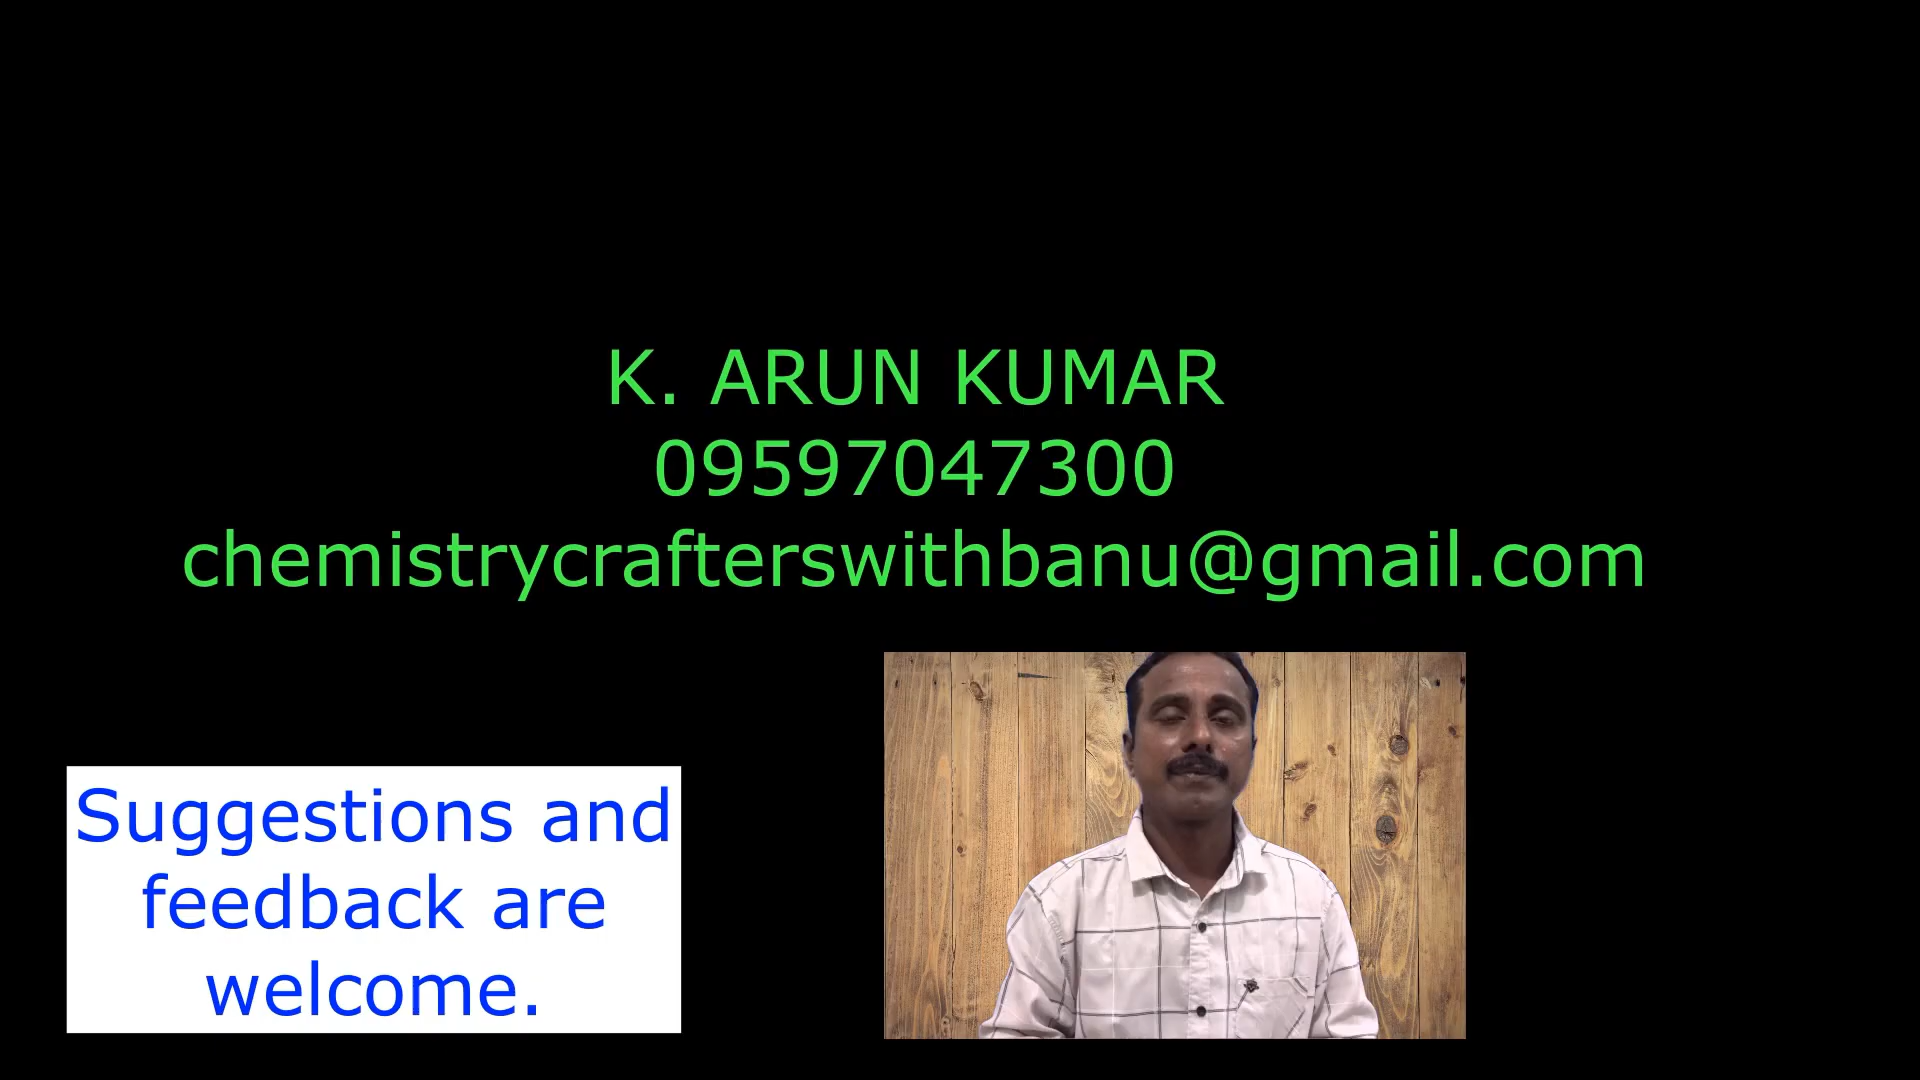 K. ARUN KUMAR
09597047300
chemistrycrafterswithbanu@gmail.com
Suggestions and
feedback are
welcome.